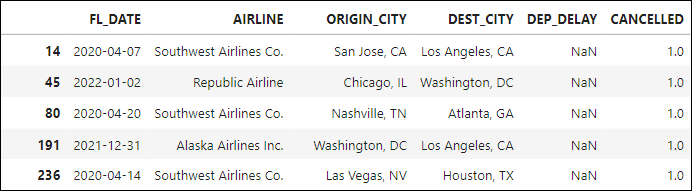 FL_DATE AIRLINE ORIGIN_CITY DEST_CITY DEP_DELAY CANCELLED
14 2020-04-07 Southwest Airlines Co. San Jose, CA Los Angeles, CA NaN 1.0
45 2022-01-02 Republic Airline Chicago, IL Washington, DC NaN 1.0
80 2020-04-20 Southwest Airlines Co. Nashville, TN Atlanta, GA NaN 1.0
191 2021-12-31 Alaska Airlines Inc. Washington, DC Los Angeles, CA NaN 1.0
236 2020-04-14 Southwest Airlines Co. Las Vegas, NV Houston, TX NaN 1.0